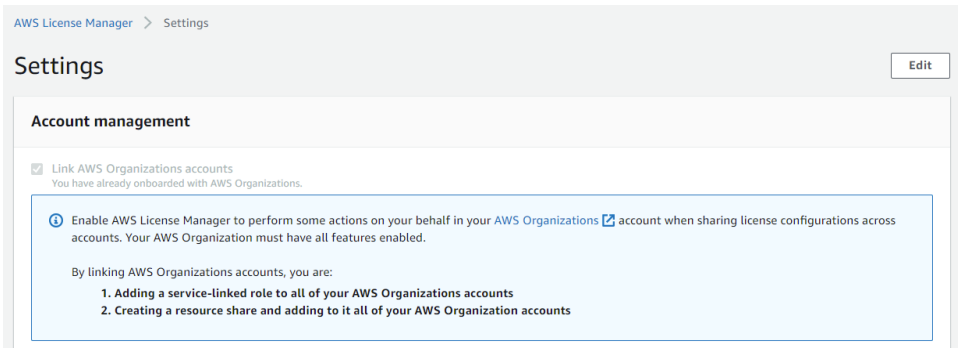 AWS License Manager > Settings
Settings
Edit
Account management
Link AWS Organizations accounts
You have already onboarded with AWS Organizations.
Enable AWS License Manager to perform some actions on your behalf in your AWS Organizations account when sharing license configurations across
accounts. Your AWS Organization must have all features enabled.
By linking AWS Organizations accounts, you are:
1. Adding a service-linked role to all of your AWS Organizations accounts
2. Creating a resource share and adding to it all of your AWS Organization accounts